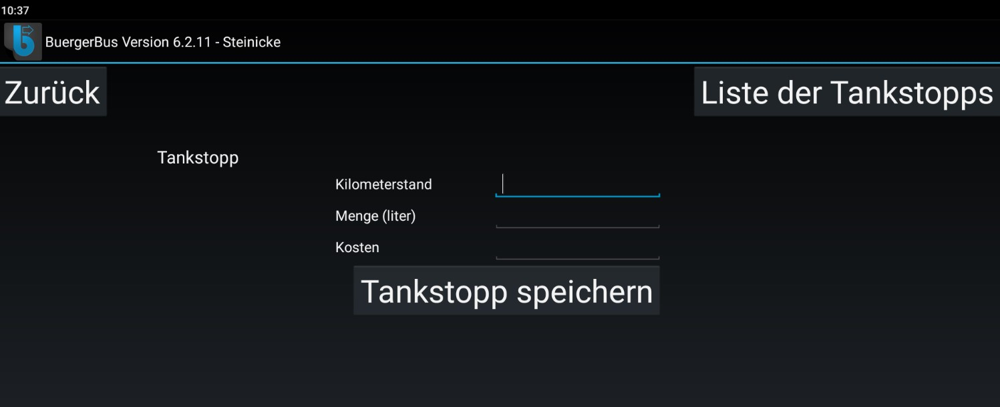 10:37
BuergerBus Version 6.2.11 - Steinicke
Zurück
Liste der Tankstopps
Tankstopp
Kilometerstand
Menge (liter)
Kosten
Tankstopp speichern